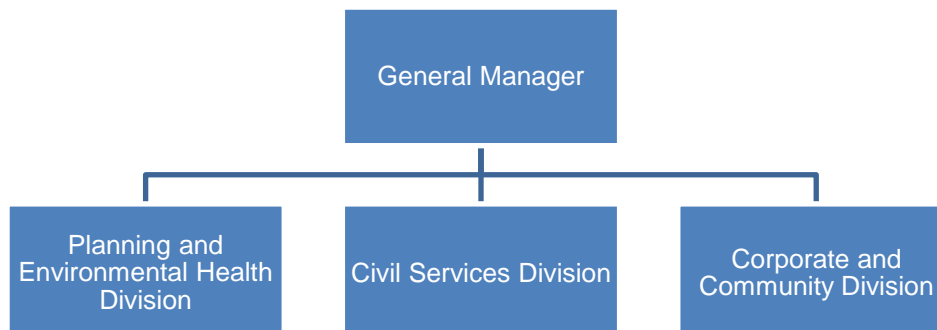 General Manager
Planning and
Environmental Health
Division
Civil Services Division
Corporate and
Community Division